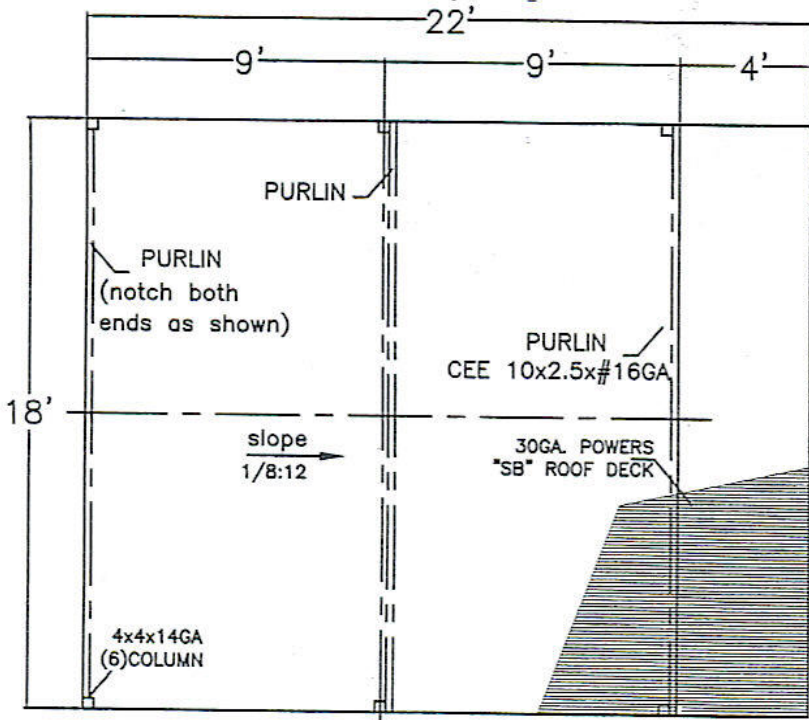 22'
9'
9'
4'
PURLIN
PURLIN
(notch both
ends as shown)
PURLIN
CEE 10x2.5x#16GA
18'
slope
1/8:12
30GA. POWERS
"SB" ROOF DECK
4x4x14GA
(6)COLUMN